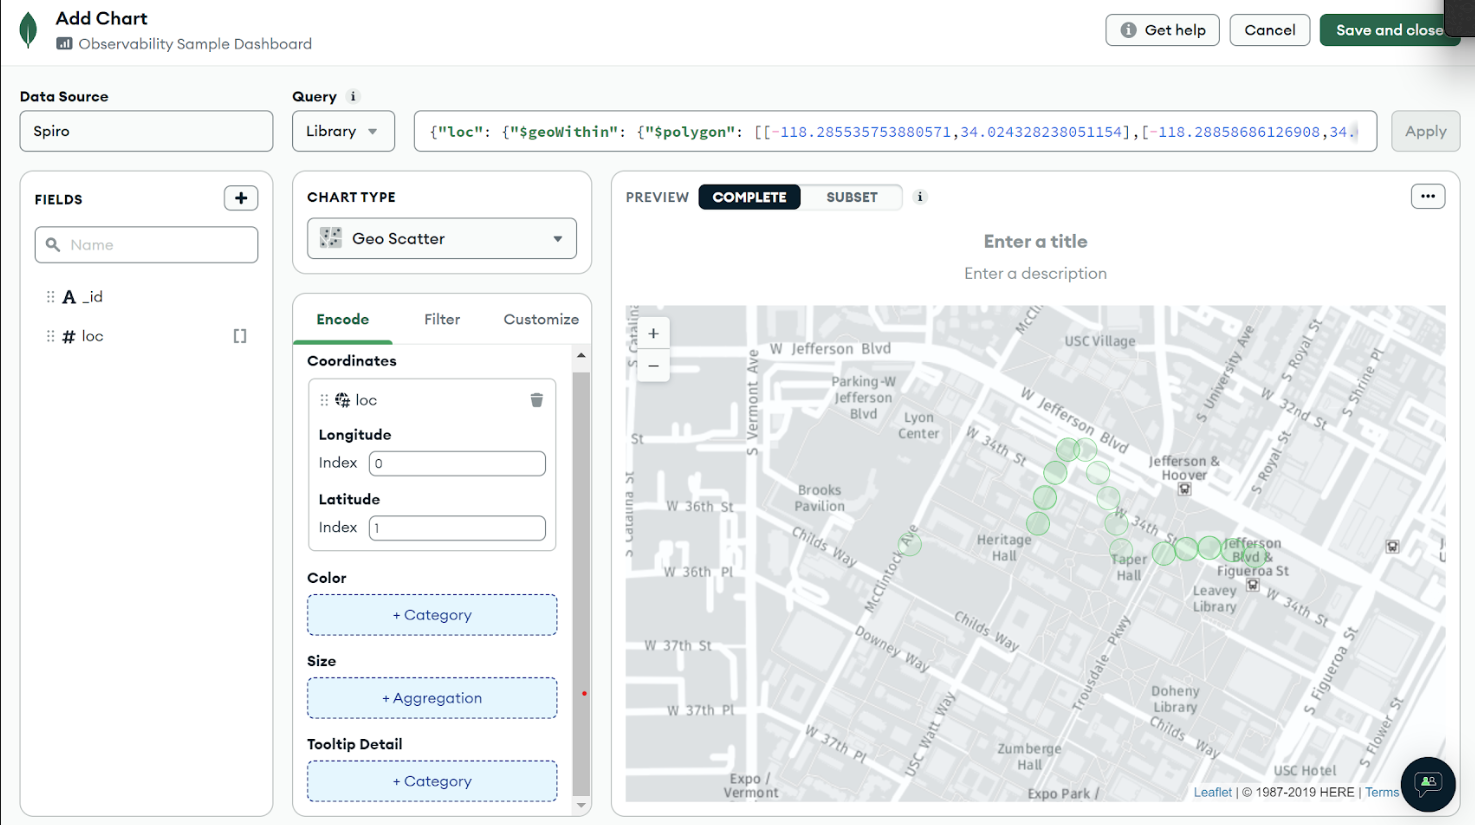 Add Chart
Observability Sample Dashboard
Get help
Cancel
Save and close
Data Source
Spiro
Query
Library
{"loc": {"$geoWithin": {"$polygon": [[-118.285535753880571,34.024328238051154],[-118.28858686126908,34.
Apply
FIELDS
+
Name
A _id
# loc
[]
CHART TYPE
Geo Scatter
Encode
Filter
Customize
Coordinates
loc
Longitude
Index 0
Latitude
Index 1
Color
+ Category
Size
+ Aggregation
Tooltip Detail
+ Category
PREVIEW
COMPLETE
SUBSET
Enter a title
Enter a description
+
−
S Catalina
W Jefferson Blvd
McCl
USC Village
S University Ave
S Royal St
S Shrine Pl
W 32nd St
Parking-W
Jefferson
Blvd
S Vermont Ave
Lyon
Center
W Jefferson Blvd
W 34th St
St
Jefferson &
Hoover
S Royal St
Brooks
Pavilion
W 36th St
S Catalina St
Childs Way
McClintock Ave
Heritage
Hall
W 34th St
Taper
Hall
Jefferson
Blvd &
Figueroa St
W 36th Pl
Leavey
Library
W 34th St
Childs Way
Downey Way
W 37th St
Trousdale Pkwy
S Figueroa St
Doheny
Library
Childs Way
W 37th Pl
W 37th Pl
USC Watt Way
Zumberge
Hall
S Flower St
USC Hotel
Expo /
Vermont
Expo Park /
Leaflet | © 1987-2019 HERE | Terms